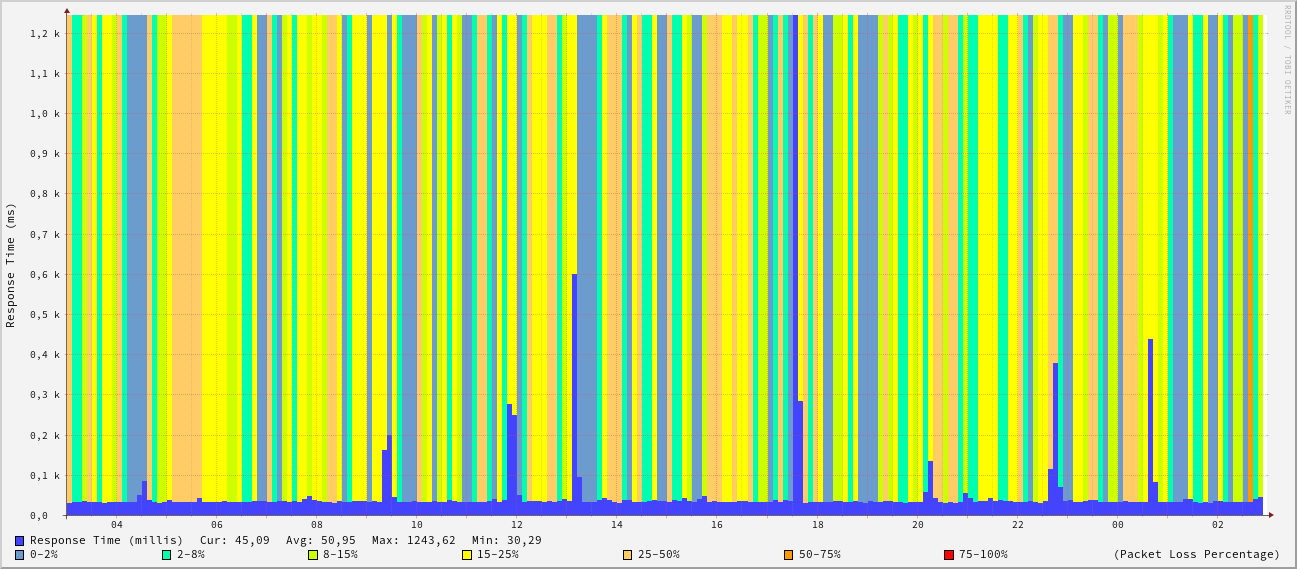 RRDTOOL / TOBI OETIKER
Response Time (ms)
1,2 k
1,1 k
1,0 k
0,9 k
0,8 k
0,7 k
0,6 k
0,5 k
0,4 k
0,3 k
0,2 k
0,1 k
0,0
04 06 08 10 12 14 16 18 20 22 00 02
Response Time (millis) Cur: 45,09 Avg: 50,95 Max: 1243,62 Min: 30,29
0-2% 2-8% 8-15% 15-25% 25-50% 50-75% 75-100% (Packet Loss Percentage)